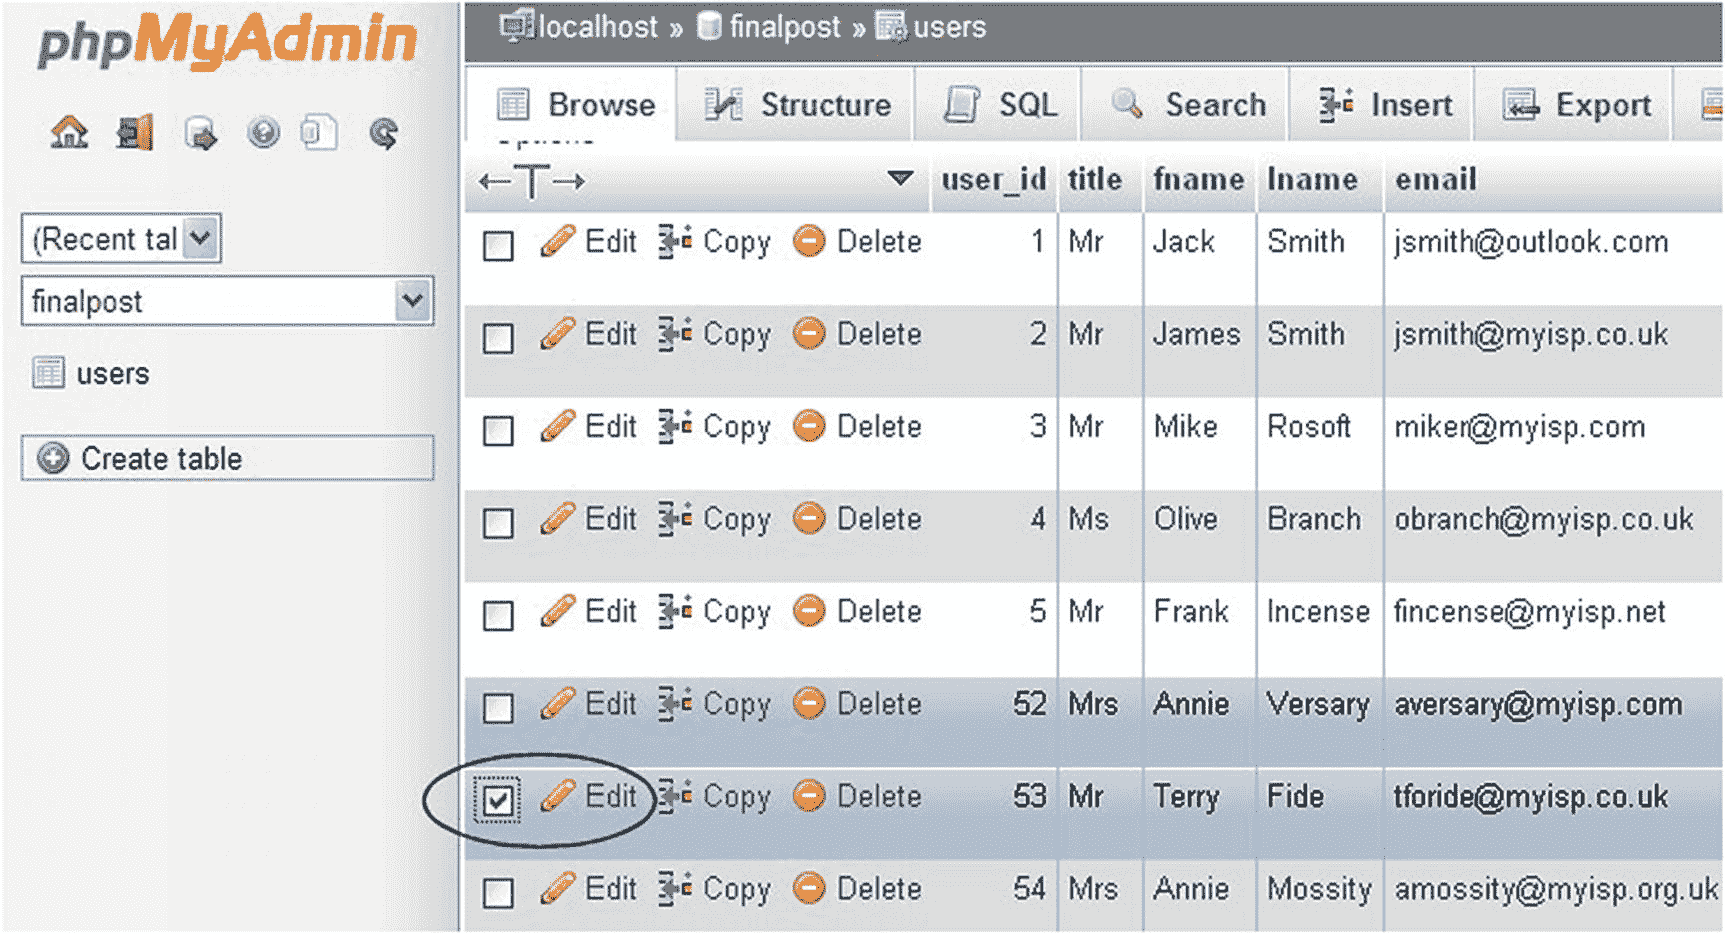 phpMyAdmin
localhost » finalpost » users
Browse Structure SQL Search Insert Export
user_id title fname lname email
(Recent tal
finalpost
users
Create table
Edit Copy Delete 1 Mr Jack Smith jsmith@outlook.com
Edit Copy Delete 2 Mr James Smith jsmith@myisp.co.uk
Edit Copy Delete 3 Mr Mike Rosoft miker@myisp.com
Edit Copy Delete 4 Ms Olive Branch obranch@myisp.co.uk
Edit Copy Delete 5 Mr Frank Incense fincense@myisp.net
Edit Copy Delete 52 Mrs Annie Versary aversary@myisp.com
Edit Copy Delete 53 Mr Terry Fide tforide@myisp.co.uk
Edit Copy Delete 54 Mrs Annie Mossity amossity@myisp.org.uk